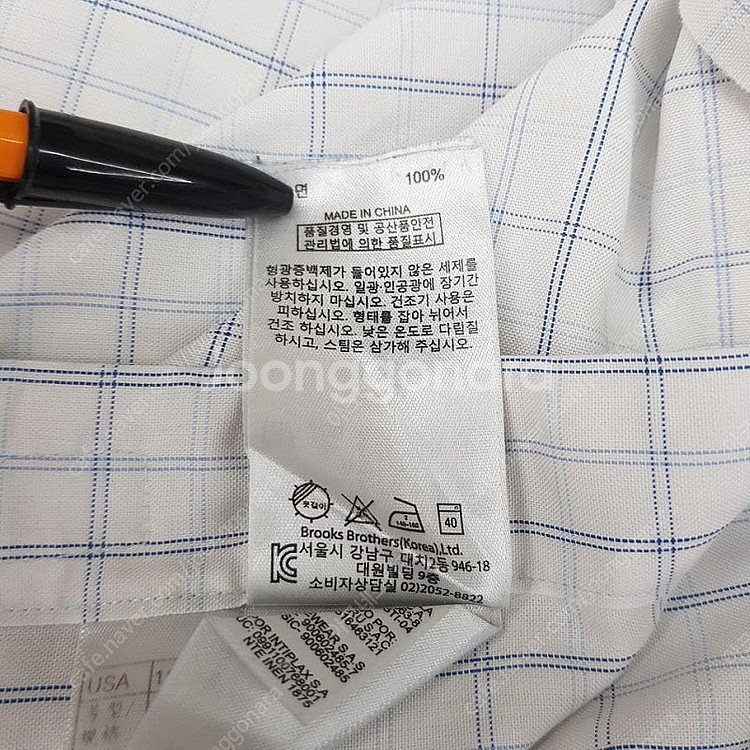 면 100%
MADE IN CHINA
품질경영 및 공산품안전
관리법에 의한 품질표시
형광증백제가 들어있지 않은 세제를
사용하십시오. 일광·인공광에 장기간
방치하지 마십시오. 건조기 사용은
피하십시오. 형태를 잡아 뉘어서
건조 하십시오. 낮은 온도로 다림질
하시고, 스팀은 삼가해 주십시오.
joonggonara
옷걸이
2
140-160
40
Brooks Brothers(Korea),Ltd.
서울시 강남구 대치2동 946-18
대원빌딩 9층
소비자상담실 02)2052-8822
USA